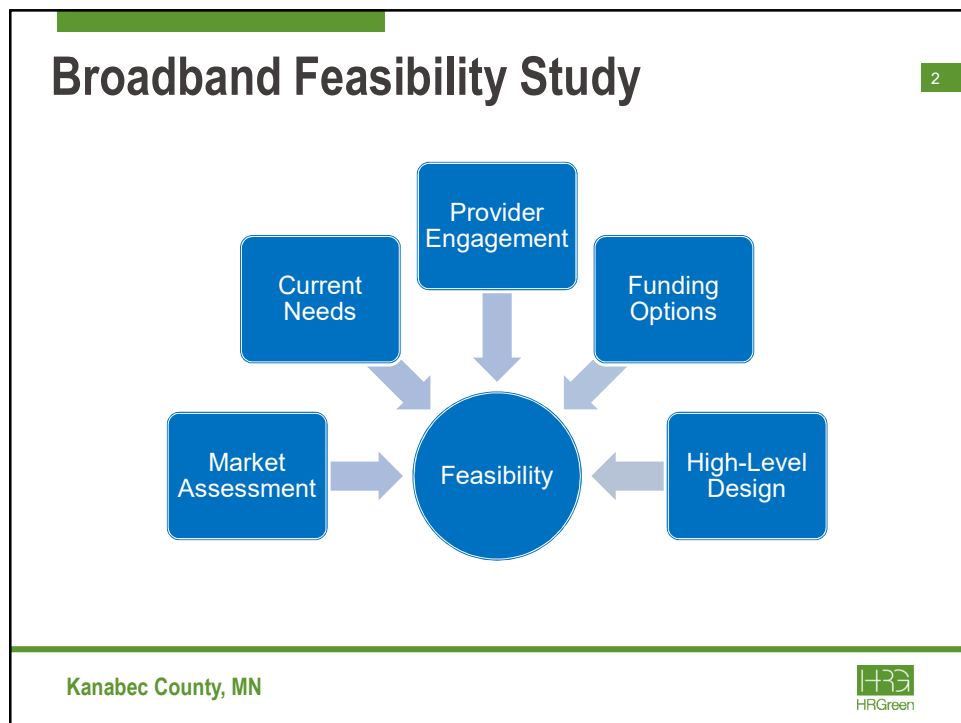 Broadband Feasibility Study
2
Provider
Engagement
Current
Needs
Funding
Options
Market
Assessment
Feasibility
High-Level
Design
Kanabec County, MN
HRG
HRGreen